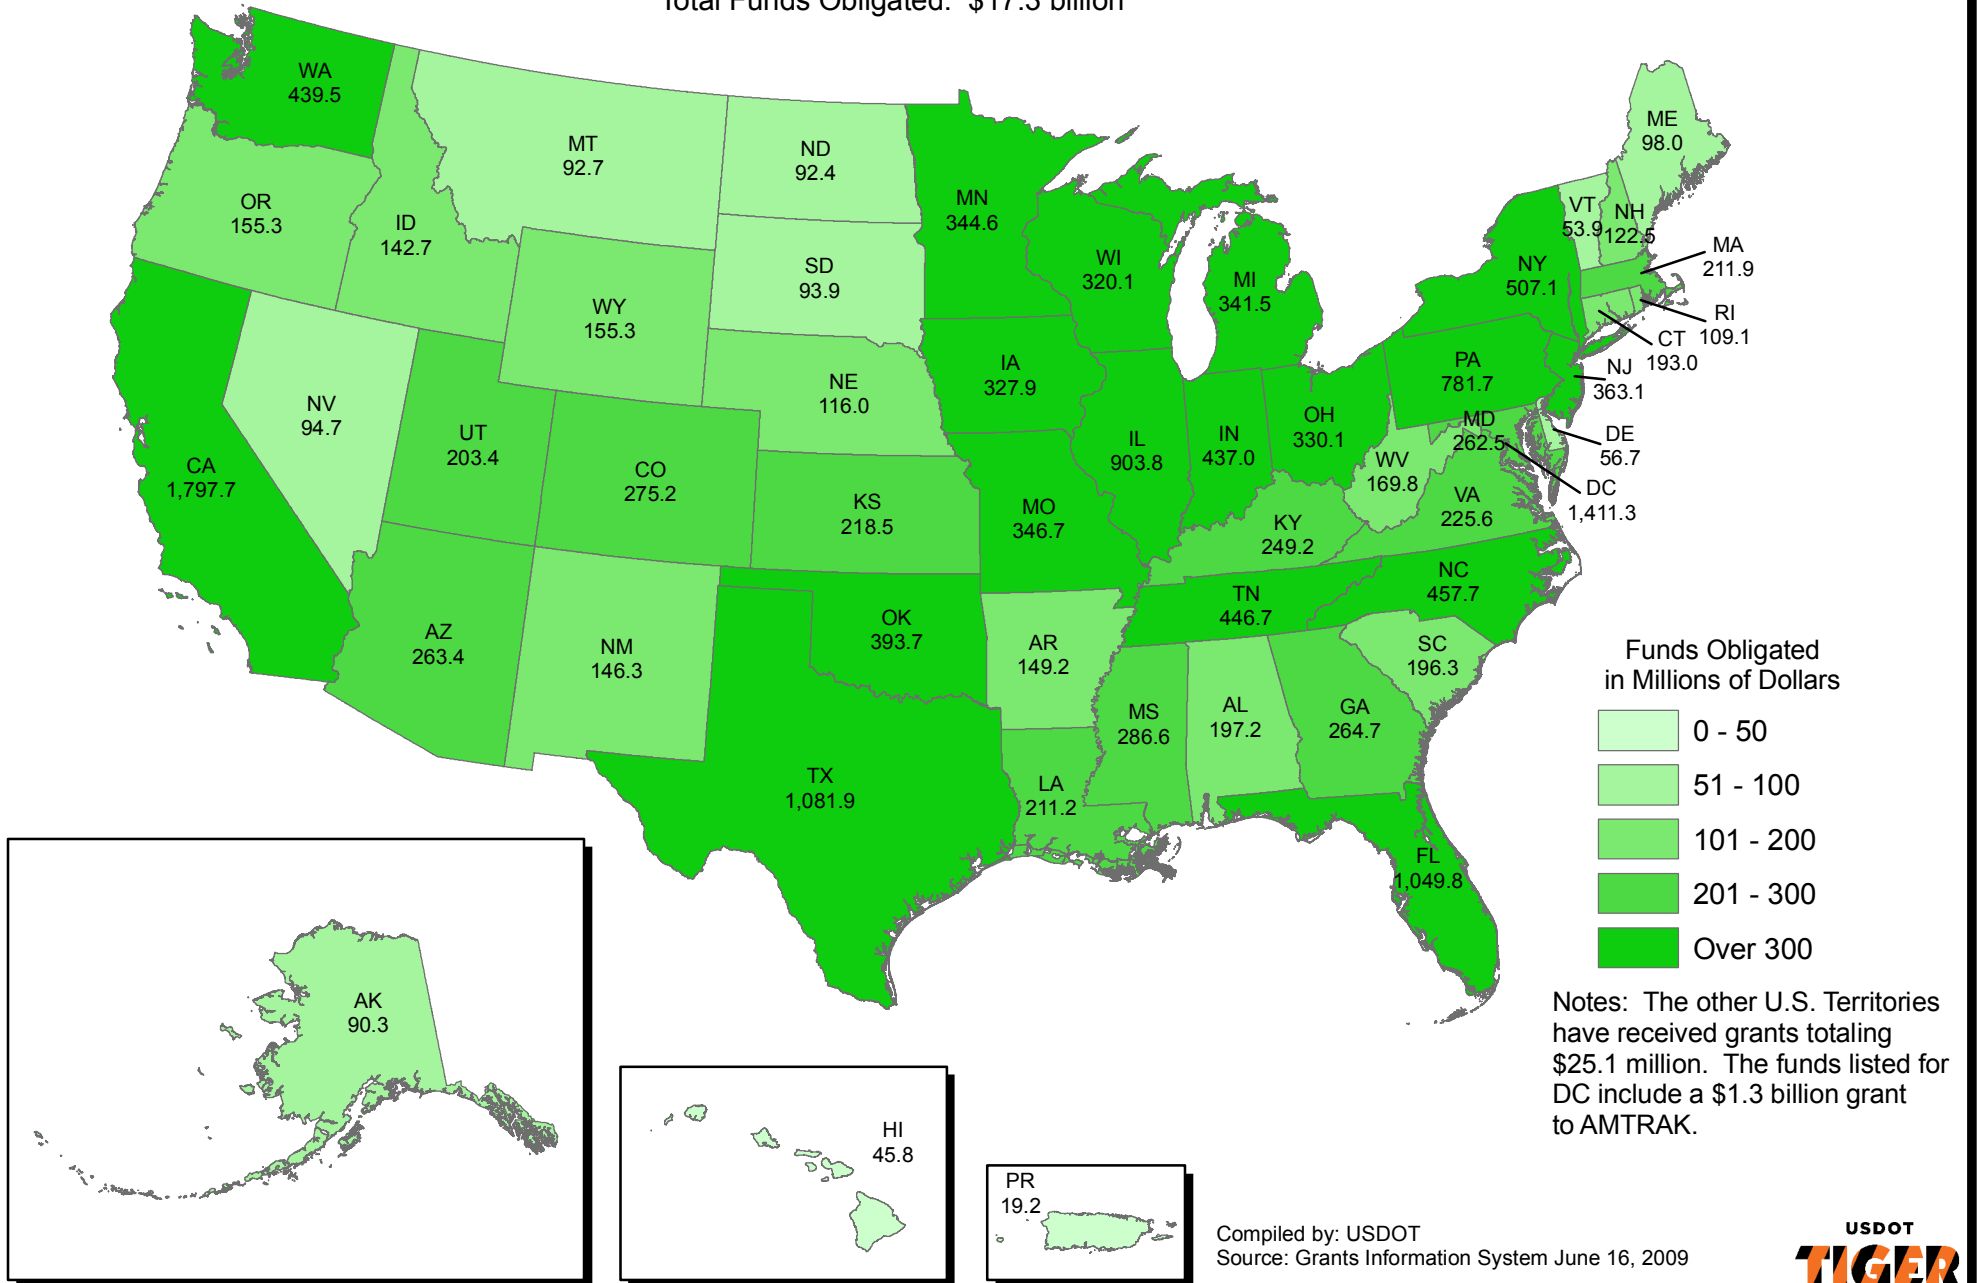 Total Funds Obligated: $17.3 billion
WA
439.5
MT
92.7
ND
92.4
ME
98.0
OR
155.3
ID
142.7
MN
344.6
VT
53.9
NH
122.5
MA
211.9
WI
320.1
NY
507.1
SD
93.9
MI
341.5
WY
155.3
RI
109.1
CT
193.0
IA
327.9
PA
781.7
NJ
363.1
NE
116.0
NV
94.7
UT
203.4
OH
330.1
MD
262.5
DE
56.7
IL
903.8
IN
437.0
CA
1,797.7
CO
275.2
WV
169.8
DC
1,411.3
KS
218.5
MO
346.7
VA
225.6
KY
249.2
NC
457.7
TN
446.7
OK
393.7
AZ
263.4
NM
146.3
AR
149.2
SC
196.3
MS
286.6
AL
197.2
GA
264.7
TX
1,081.9
LA
211.2
FL
1,049.8
Funds Obligated
in Millions of Dollars
0 - 50
51 - 100
101 - 200
201 - 300
Over 300
Notes: The other U.S. Territories
have received grants totaling
$25.1 million. The funds listed for
DC include a $1.3 billion grant
to AMTRAK.
AK
90.3
HI
45.8
PR
19.2
Compiled by: USDOT
Source: Grants Information System June 16, 2009
USDOT
TIGER